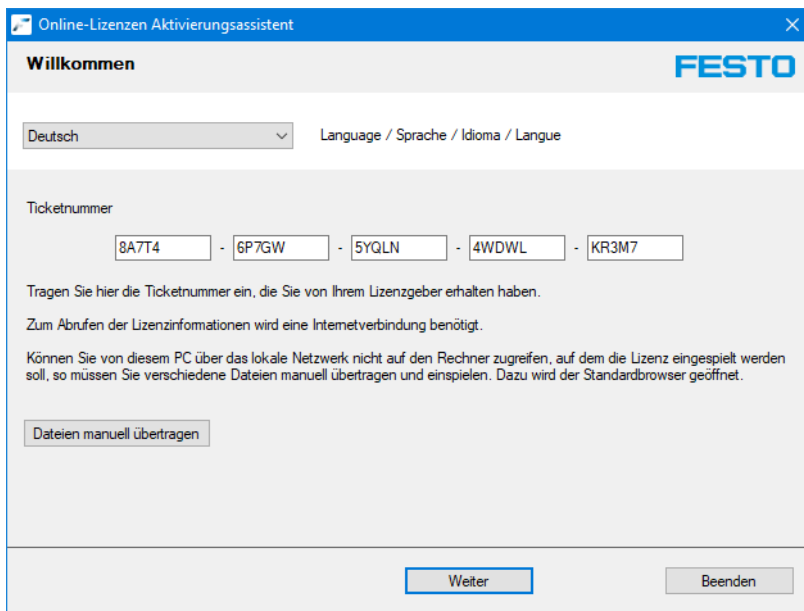 Online-Lizenzen Aktivierungsassistent
Willkommen
FESTO
Deutsch
Language / Sprache / Idioma / Langue
Ticketnummer
8A7T4 - 6P7GW - 5YQLN - 4WDWL - KR3M7
Tragen Sie hier die Ticketnummer ein, die Sie von Ihrem Lizenzgeber erhalten haben.
Zum Abrufen der Lizenzinformationen wird eine Internetverbindung benötigt.
Können Sie von diesem PC über das lokale Netzwerk nicht auf den Rechner zugreifen, auf dem die Lizenz eingespielt werden
soll, so müssen Sie verschiedene Dateien manuell übertragen und einspielen. Dazu wird der Standardbrowser geöffnet.
Dateien manuell übertragen
Weiter
Beenden